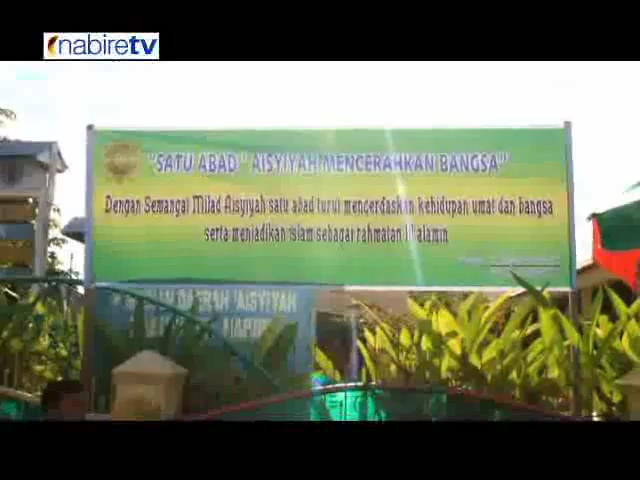 nabiretv
"SATU ABAD" AISYIYAH MENCERAHKAN BANGSA"
Dengan Semangat Milad Aisyiyah satu abad turut mencerdaskan kehidupan umat dan bangsa
serta menjadikan islam sebagai rahmatan lil alamin
DAERAH 'AISYIYAH